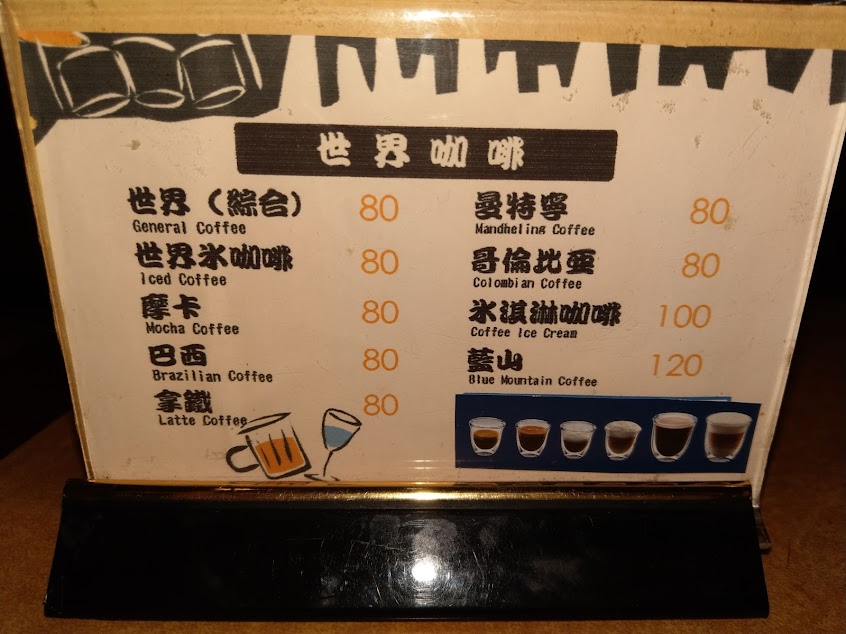 世界咖啡
世界（綜合） 80
General Coffee
世界氷咖啡 80
Iced Coffee
摩卡 80
Mocha Coffee
巴西 80
Brazilian Coffee
拿鐵 80
Latte Coffee
曼特寧 80
Mandheling Coffee
哥倫比亞 80
Colombian Coffee
氷淇淋咖啡 100
Coffee Ice Cream
藍山 120
Blue Mountain Coffee